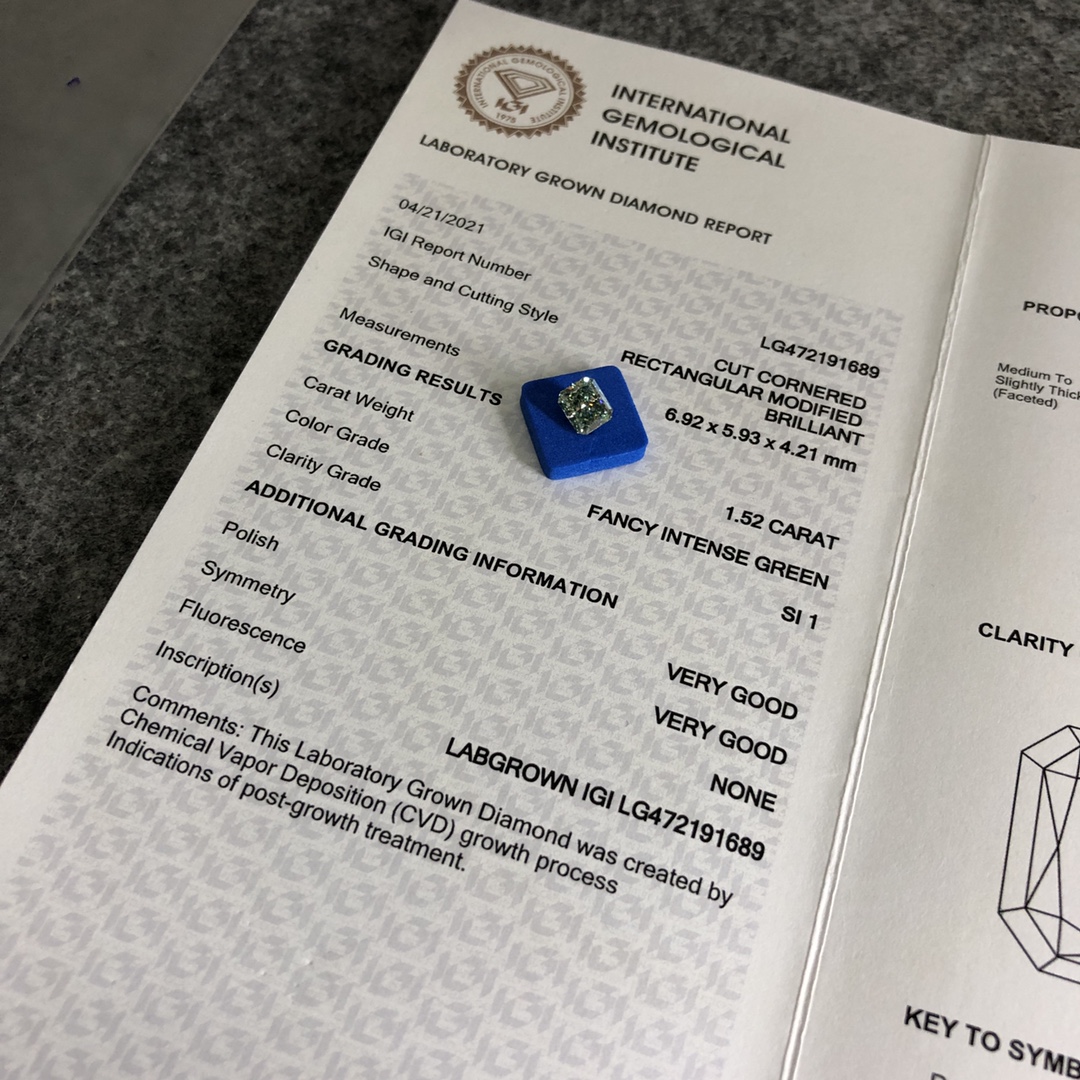 INTERNATIONAL GEMOLOGICAL INSTITUTE
IGI
1975
INTERNATIONAL
GEMOLOGICAL
INSTITUTE
LABORATORY GROWN DIAMOND REPORT
04/21/2021
IGI Report Number LG472191689
Shape and Cutting Style CUT CORNERED
RECTANGULAR MODIFIED
BRILLIANT
Measurements 6.92 x 5.93 x 4.21 mm
GRADING RESULTS
Carat Weight 1.52 CARAT
Color Grade FANCY INTENSE GREEN
Clarity Grade SI 1
ADDITIONAL GRADING INFORMATION
Polish VERY GOOD
Symmetry VERY GOOD
Fluorescence NONE
Inscription(s) LABGROWN IGI LG472191689
Comments: This Laboratory Grown Diamond was created by
Chemical Vapor Deposition (CVD) growth process
Indications of post-growth treatment.
Medium To
Slightly Thick
(Faceted)
CLARITY
KEY TO